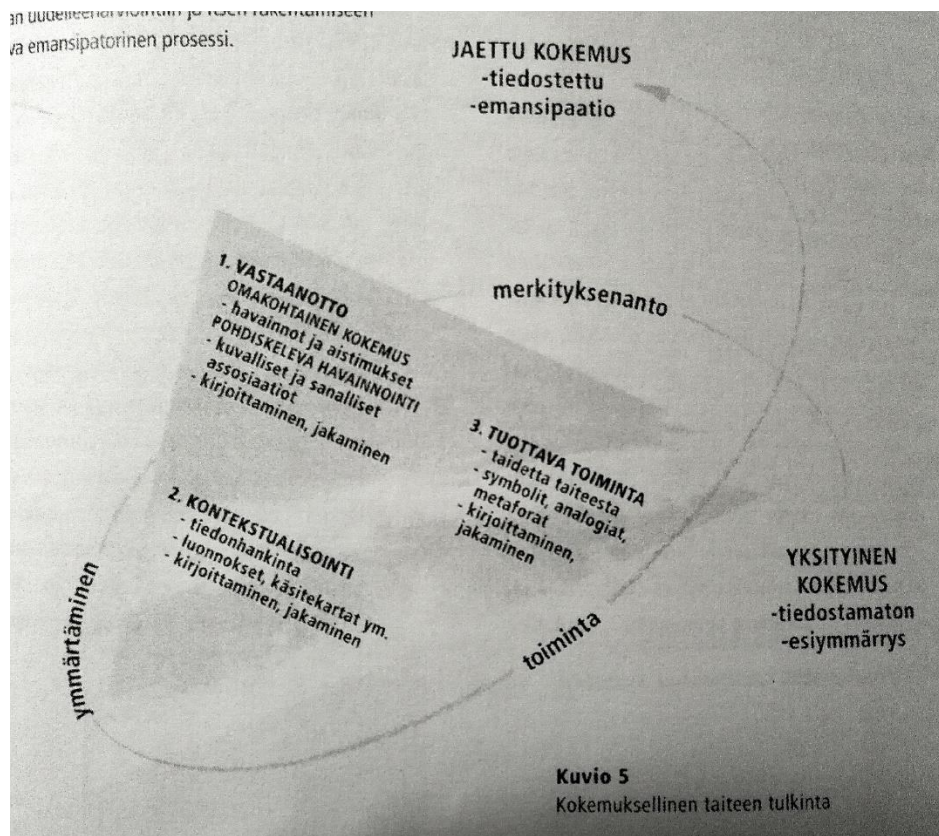 va emansipatorinen prosessi.
JAETTU KOKEMUS
-tiedostettu
-emansipaatio
merkityksenanto
1. VASTAANOTTO
OMAKOHTAINEN KOKEMUS
- havainnot ja aistimukset
POHDISKELEVA HAVAINNOINTI
- kuvalliset ja sanalliset
assosiaatiot
- kirjoittaminen, jakaminen
2. KONTEKSTUALISOINTI
- tiedonhankinta
- luonnokset, käsitekartat ym.
- kirjoittaminen, jakaminen
3. TUOTTAVA TOIMINTA
- taidetta taiteesta
- symbolit, analogiat,
metaforat
- kirjoittaminen,
jakaminen
ymmärtäminen
toiminta
YKSITYINEN
KOKEMUS
-tiedostamaton
-esiymmärrys
Kuvio 5
Kokemuksellinen taiteen tulkinta